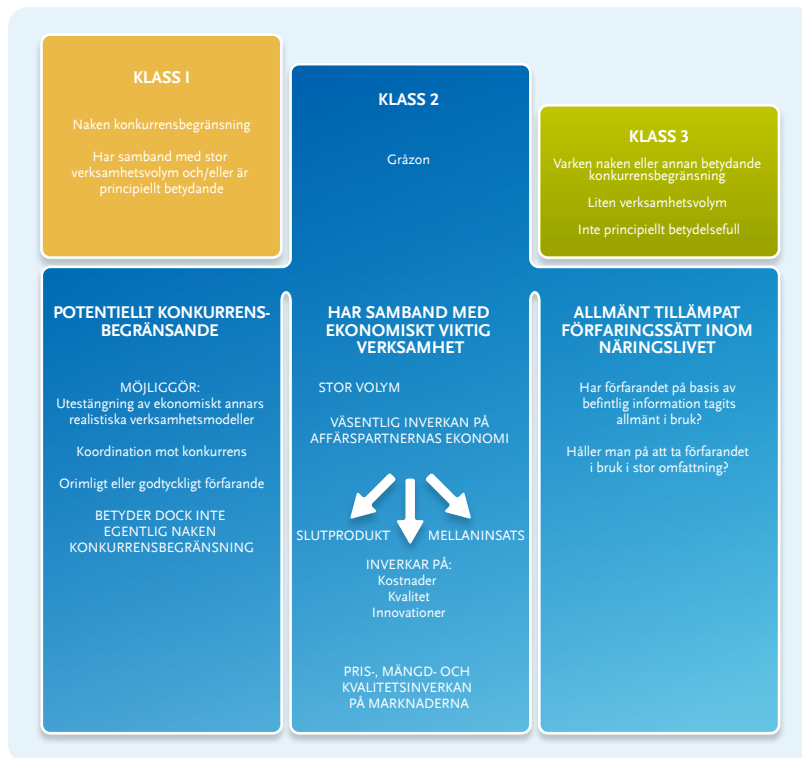 KLASS I
Naken konkurrensbegränsning
Har samband med stor
verksamhetsvolym och/eller är
principiellt betydande
KLASS 2
Gråzon
KLASS 3
Varken naken eller annan betydande
konkurrensbegränsning
Liten verksamhetsvolym
Inte principiellt betydelsefull
POTENTIELLT KONKURRENS-
BEGRÄNSANDE
MÖJLIGGÖR:
Utestängning av ekonomiskt annars
realistiska verksamhetsmodeller
Koordination mot konkurrens
Orimligt eller godtyckligt förfarande
BETYDER DOCK INTE
EGENTLIG NAKEN
KONKURRENSBEGRÄNSNING
HAR SAMBAND MED
EKONOMISKT VIKTIG
VERKSAMHET
STOR VOLYM
VÄSENTLIG INVERKAN PÅ
AFFÄRSPARTNERNAS EKONOMI
SLUTPRODUKT
MELLANINSATS
INVERKAR PÅ:
Kostnader
Kvalitet
Innovationer
PRIS-, MÄNGD- OCH
KVALITETSINVERKAN
PÅ MARKNADERNA
ALLMÄNT TILLÄMPAT
FÖRFARINGSSÄTT INOM
NÄRINGSLIVET
Har förfarandet på basis av
befintlig information tagits
allmänt i bruk?
Håller man på att ta förfarandet
i bruk i stor omfattning?